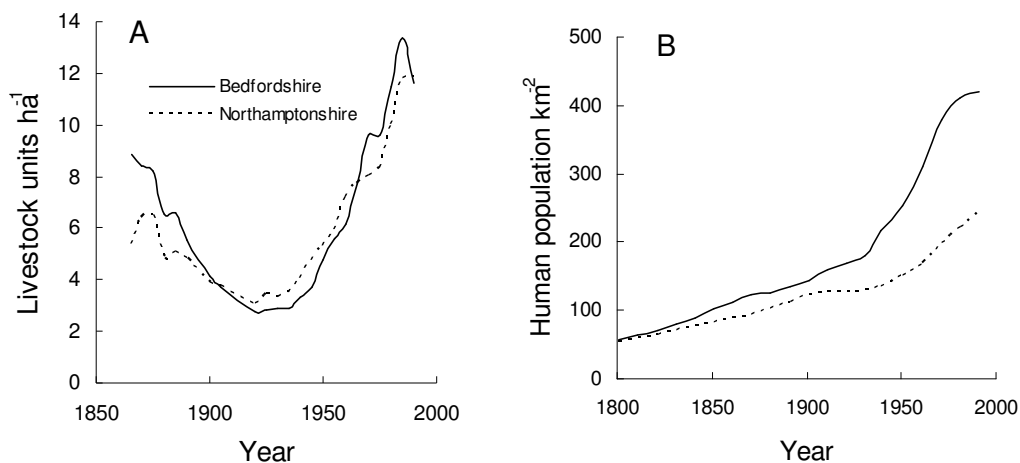 A
Livestock units ha-1
14
12
10
8
6
4
2
0
Bedfordshire
Northamptonshire
1850 1900 1950 2000
Year
B
Human population km-2
500
400
300
200
100
0
1800 1850 1900 1950 2000
Year